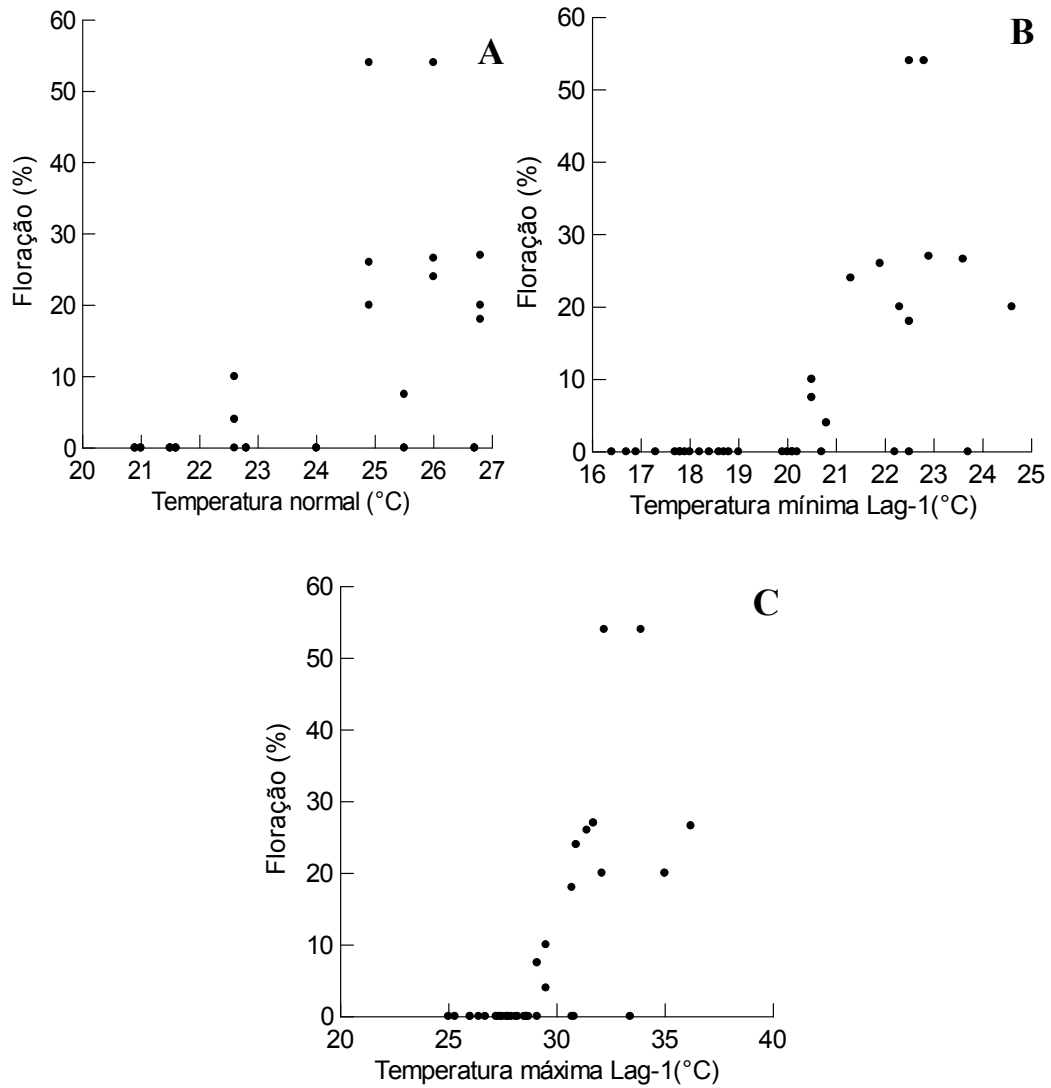 A
Floração (%)
60
50
40
30
20
10
0
20 21 22 23 24 25 26 27
Temperatura normal (°C)
B
Floração (%)
60
50
40
30
20
10
0
16 17 18 19 20 21 22 23 24 25
Temperatura mínima Lag-1(°C)
C
Floração (%)
60
50
40
30
20
10
0
20 25 30 35 40
Temperatura máxima Lag-1(°C)